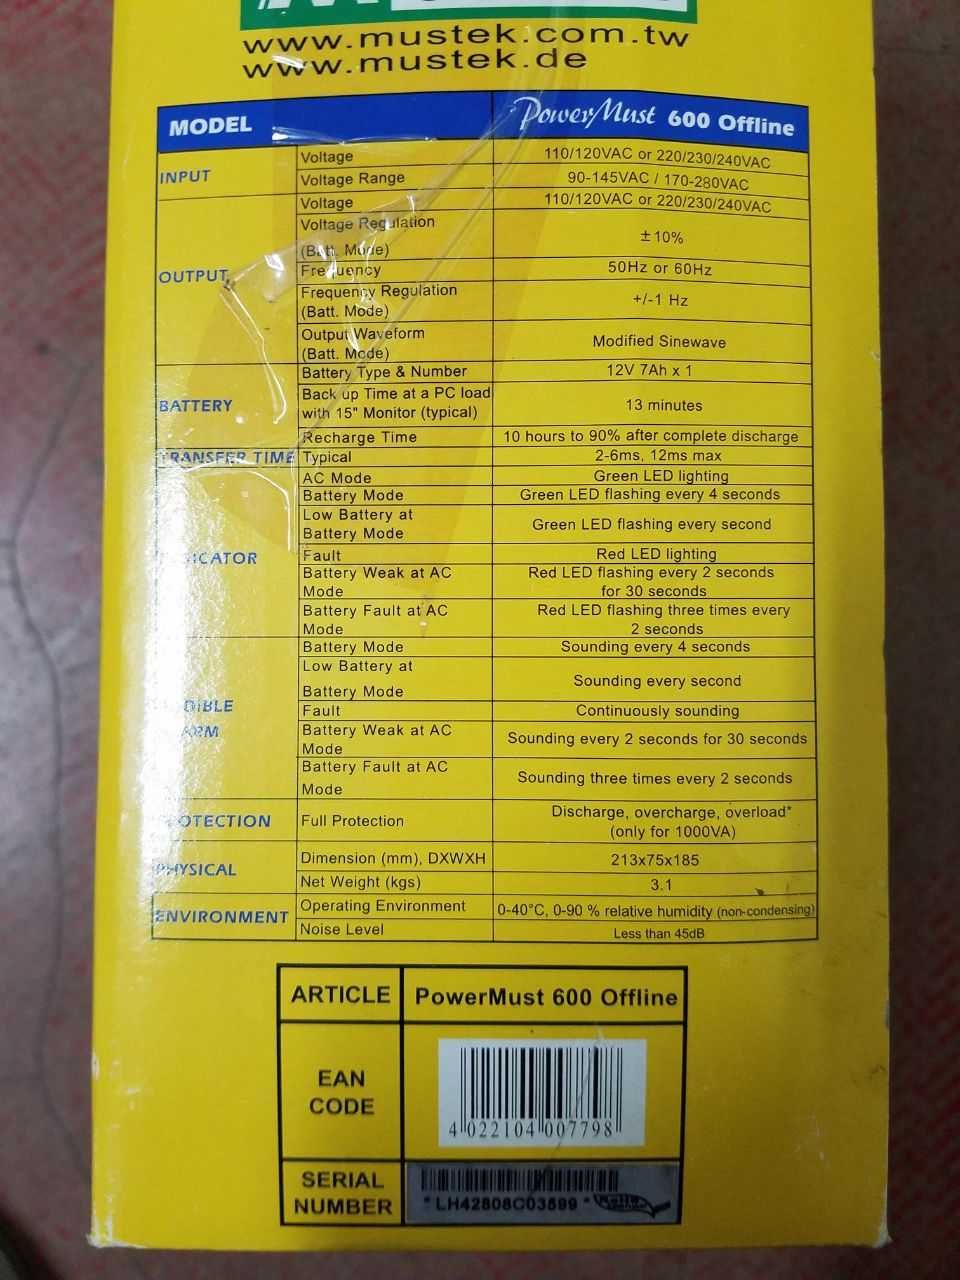 www.mustek.com.tw
www.mustek.de
MODEL PowerMust 600 Offline
INPUT
Voltage 110/120VAC or 220/230/240VAC
Voltage Range 90-145VAC / 170-280VAC
OUTPUT
Voltage 110/120VAC or 220/230/240VAC
Voltage Regulation
(Batt. Mode) ±10%
Frequency 50Hz or 60Hz
Frequency Regulation
(Batt. Mode) +/-1 Hz
Output Waveform
(Batt. Mode) Modified Sinewave
BATTERY
Battery Type & Number 12V 7Ah x 1
Back up Time at a PC load
with 15" Monitor (typical) 13 minutes
Recharge Time 10 hours to 90% after complete discharge
TRANSFER TIME Typical 2-6ms, 12ms max
AC Mode Green LED lighting
Battery Mode Green LED flashing every 4 seconds
Low Battery at
Battery Mode Green LED flashing every second
INDICATOR
Fault Red LED lighting
Battery Weak at AC
Mode Red LED flashing every 2 seconds
for 30 seconds
Battery Fault at AC
Mode Red LED flashing three times every
2 seconds
Battery Mode Sounding every 4 seconds
Low Battery at
Battery Mode Sounding every second
AUDIBLE
ALARM
Fault Continuously sounding
Battery Weak at AC
Mode Sounding every 2 seconds for 30 seconds
Battery Fault at AC
Mode Sounding three times every 2 seconds
PROTECTION Full Protection Discharge, overcharge, overload*
(only for 1000VA)
PHYSICAL
Dimension (mm), DXWXH 213x75x185
Net Weight (kgs) 3.1
ENVIRONMENT
Operating Environment 0-40°C, 0-90 % relative humidity (non-condensing)
Noise Level Less than 45dB
ARTICLE PowerMust 600 Offline
EAN
CODE
4 022104 007798
SERIAL
NUMBER
* LH42808C03599 *